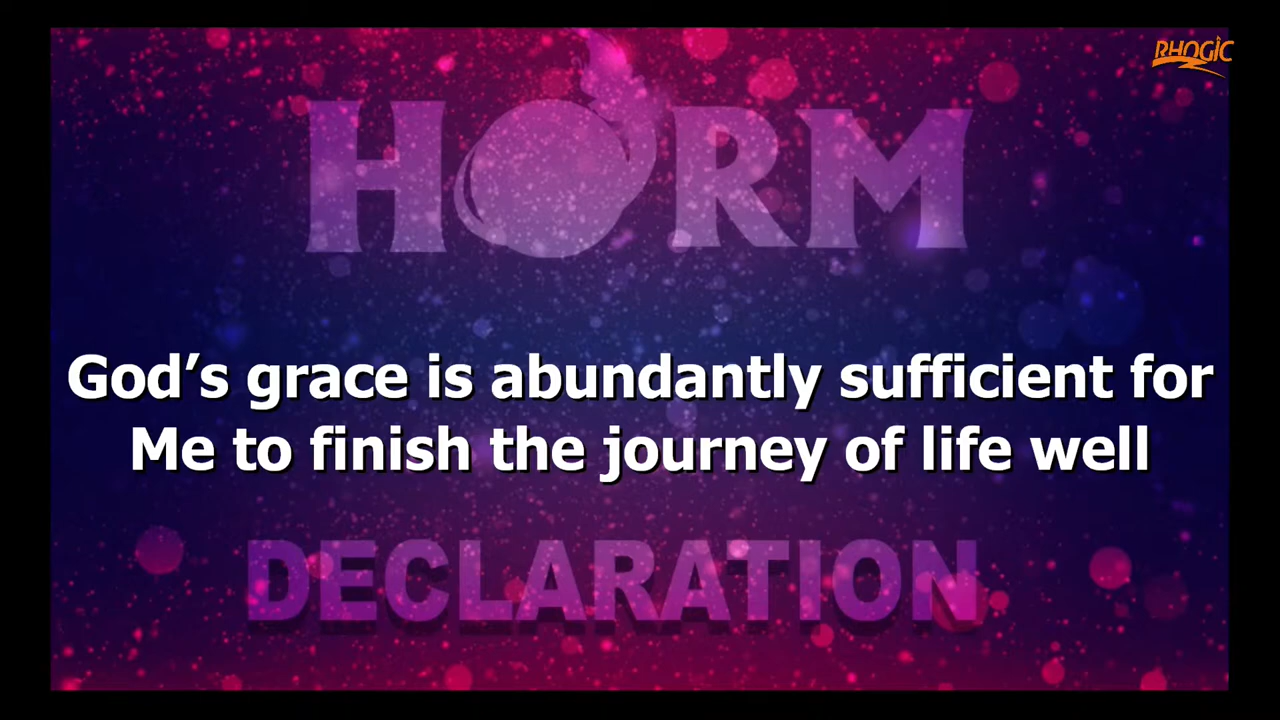 RHOGIC
HORM
God’s grace is abundantly sufficient for
Me to finish the journey of life well
DECLARATION